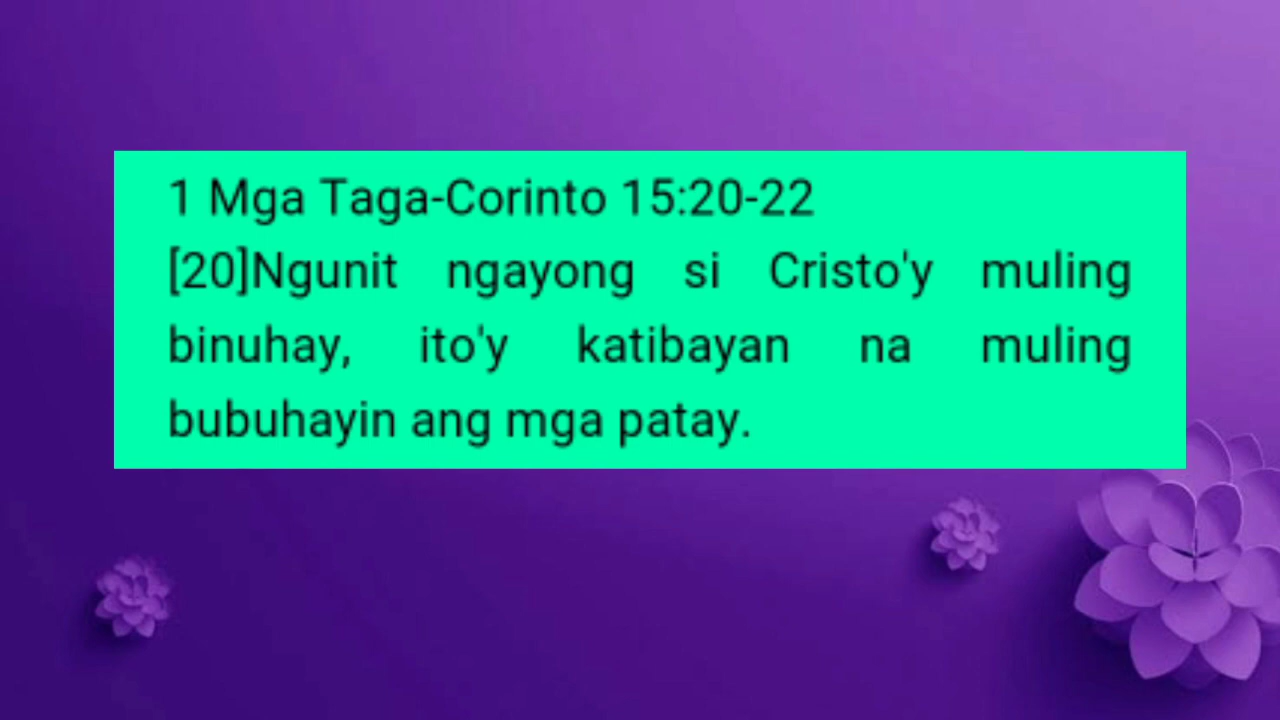 1 Mga Taga-Corinto 15:20-22
[20]Ngunit ngayong si Cristo'y muling
binuhay, ito'y katibayan na muling
bubuhayin ang mga patay.